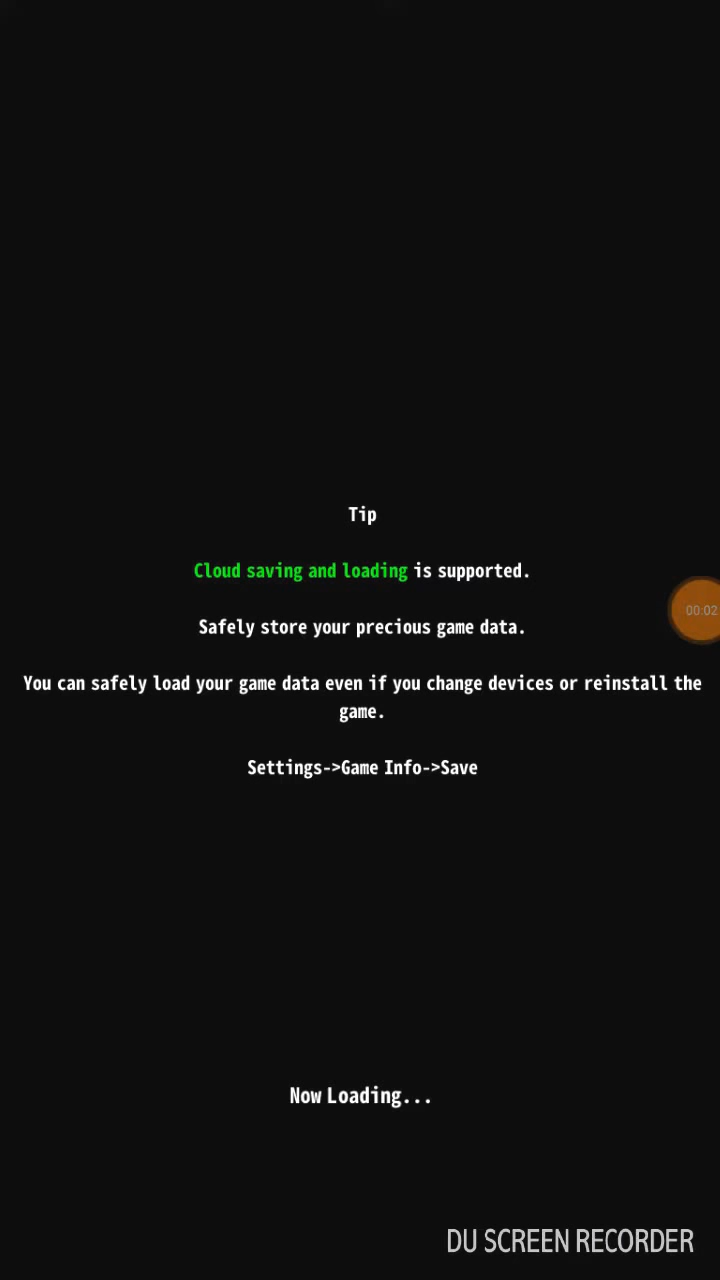 Tip
Cloud saving and loading is supported.
Safely store your precious game data.
00:02
You can safely load your game data even if you change devices or reinstall the
game.
Settings->Game Info->Save
Now Loading...
DU SCREEN RECORDER